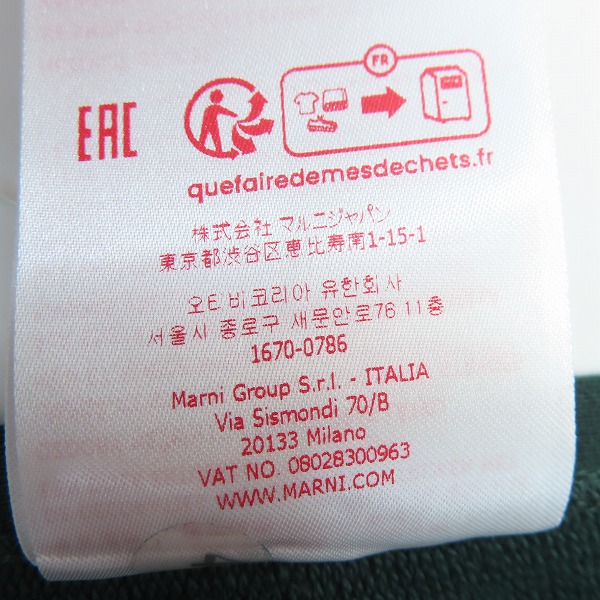 EAC
FR
quefairedemesdechets.fr
株式会社 マルニジャパン
東京都渋谷区恵比寿南1-15-1
오티비코리아 유한회사
서울시 종로구 새문안로76 11층
1670-0786
Marni Group S.r.l. - ITALIA
Via Sismondi 70/B
20133 Milano
VAT NO. 08028300963
WWW.MARNI.COM